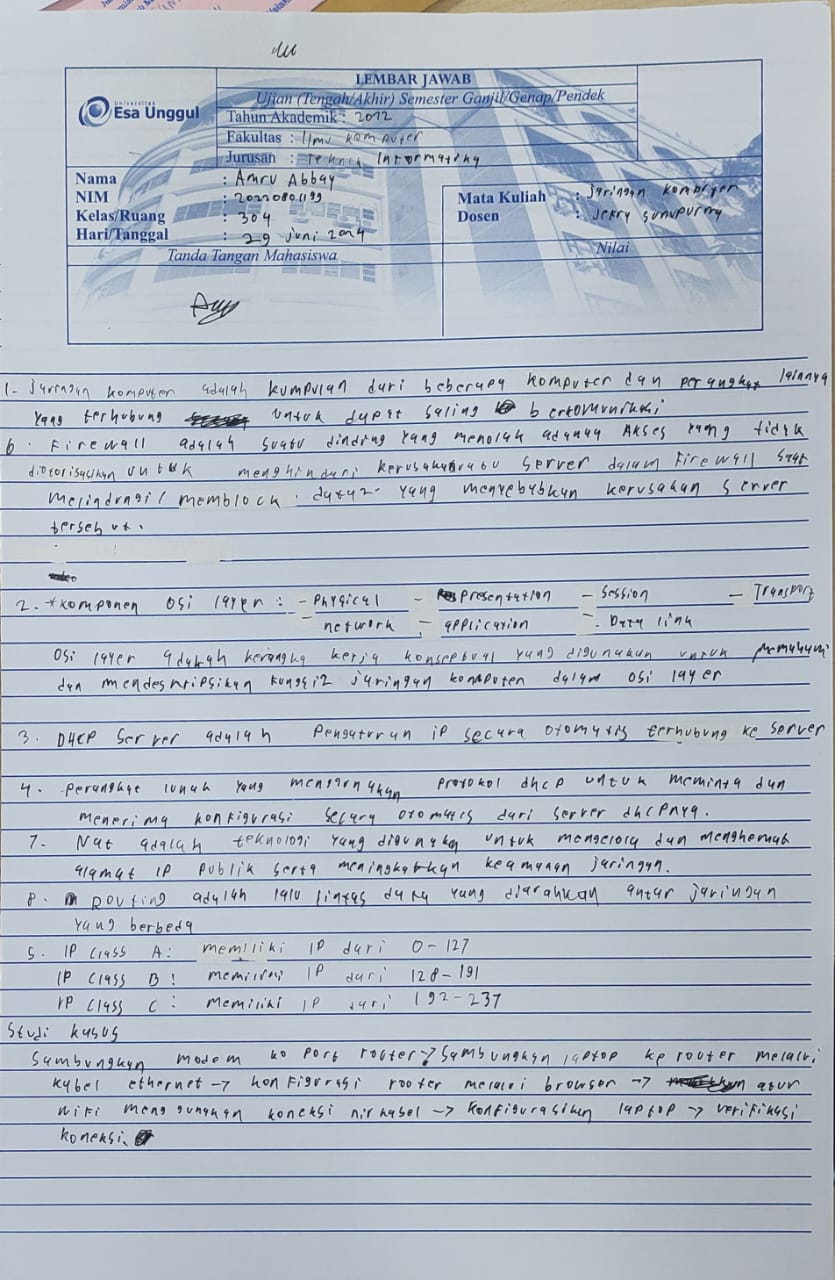 LEMBAR JAWAB
Ujian (Tengah/Akhir) Semester Ganjil/Genap/Pendek
Universitas
Esa Unggul
Tahun Akademik : 2022
Fakultas : Ilmu Komputer
Jurusan : Teknik Informatika
Nama : Amru Abbay
NIM : 20220801199
Kelas/Ruang : 304
Hari/Tanggal : 29 juni 2024
Mata Kuliah : Jaringan komputer
Dosen : Jefry
Tanda Tangan Mahasiswa
Nilai
1. Jaringan komputer adalah kumpulan dari beberapa komputer dan perangkat lainnya
yang terhubung untuk dapat saling berkomunikasi
6. Firewall adalah suatu dinding yang menolak adanya Akses yang tidak
diotorisasikan untuk menghindari kerusakan server dalam Firewall saat
melindungi / memblock data2 yang menyebabkan kerusakan server
tersebut.
2. * komponen osi layer : - physical - presentation - session - Transport
- network - application - Data link
OSI layer adalah kerangka kerja konseptual yang digunakan untuk memahami
dan mendeskripsikan fungsi2 jaringan komputer dalam osi layer
3. DHCP Server adalah Pengaturan iP secara otomatis terhubung ke server
4. Perangkat lunak yang menggunakan protokol dhcp untuk meminta dan
menerima konfigurasi secara otomatis dari server dhcpnya.
7. Nat adalah teknologi yang digunakan untuk mengelola dan menghemat
alamat IP publik serta meningkatkan keamanan jaringan.
8. Routing adalah lalu lintas data yang diarahkan antar jaringan
yang berbeda
5. IP Class A: memiliki IP dari 0-127
IP Class B: memiliki IP dari 128-191
IP Class C: memiliki IP dari 192-237
Studi kasus
Sambungkan modem ke port router -> Sambungkan laptop ke router melalui
kabel ethernet -> konfigurasi router melalui browser -> atur
wifi menggunakan koneksi nirkabel -> konfigurasikan laptop -> verifikasi
koneksi.